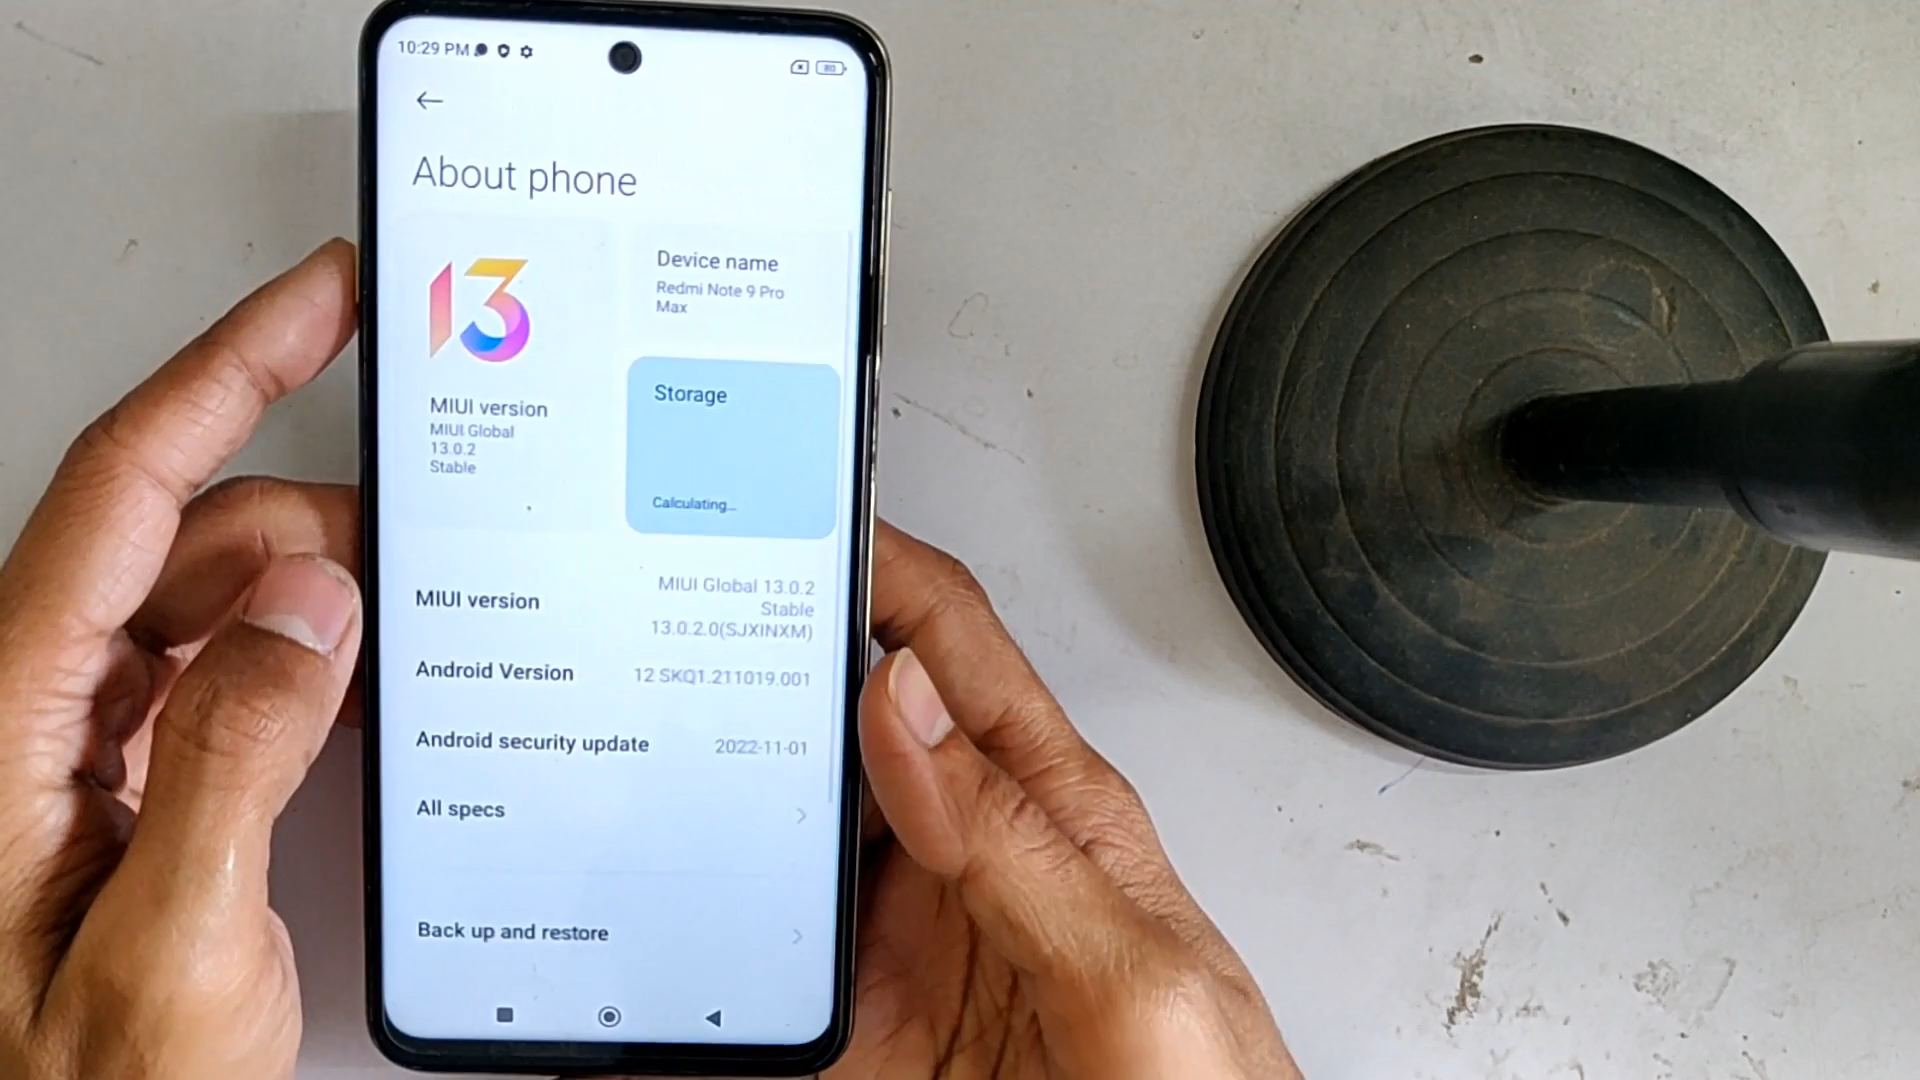 10:29 PM
80
About phone
13
Device name
Redmi Note 9 Pro
Max
Storage
Calculating...
MIUI version
MIUI Global
13.0.2
Stable
MIUI version
MIUI Global 13.0.2
Stable
13.0.2.0(SJXINXM)
Android Version
12 SKQ1.211019.001
Android security update
2022-11-01
All specs
Back up and restore